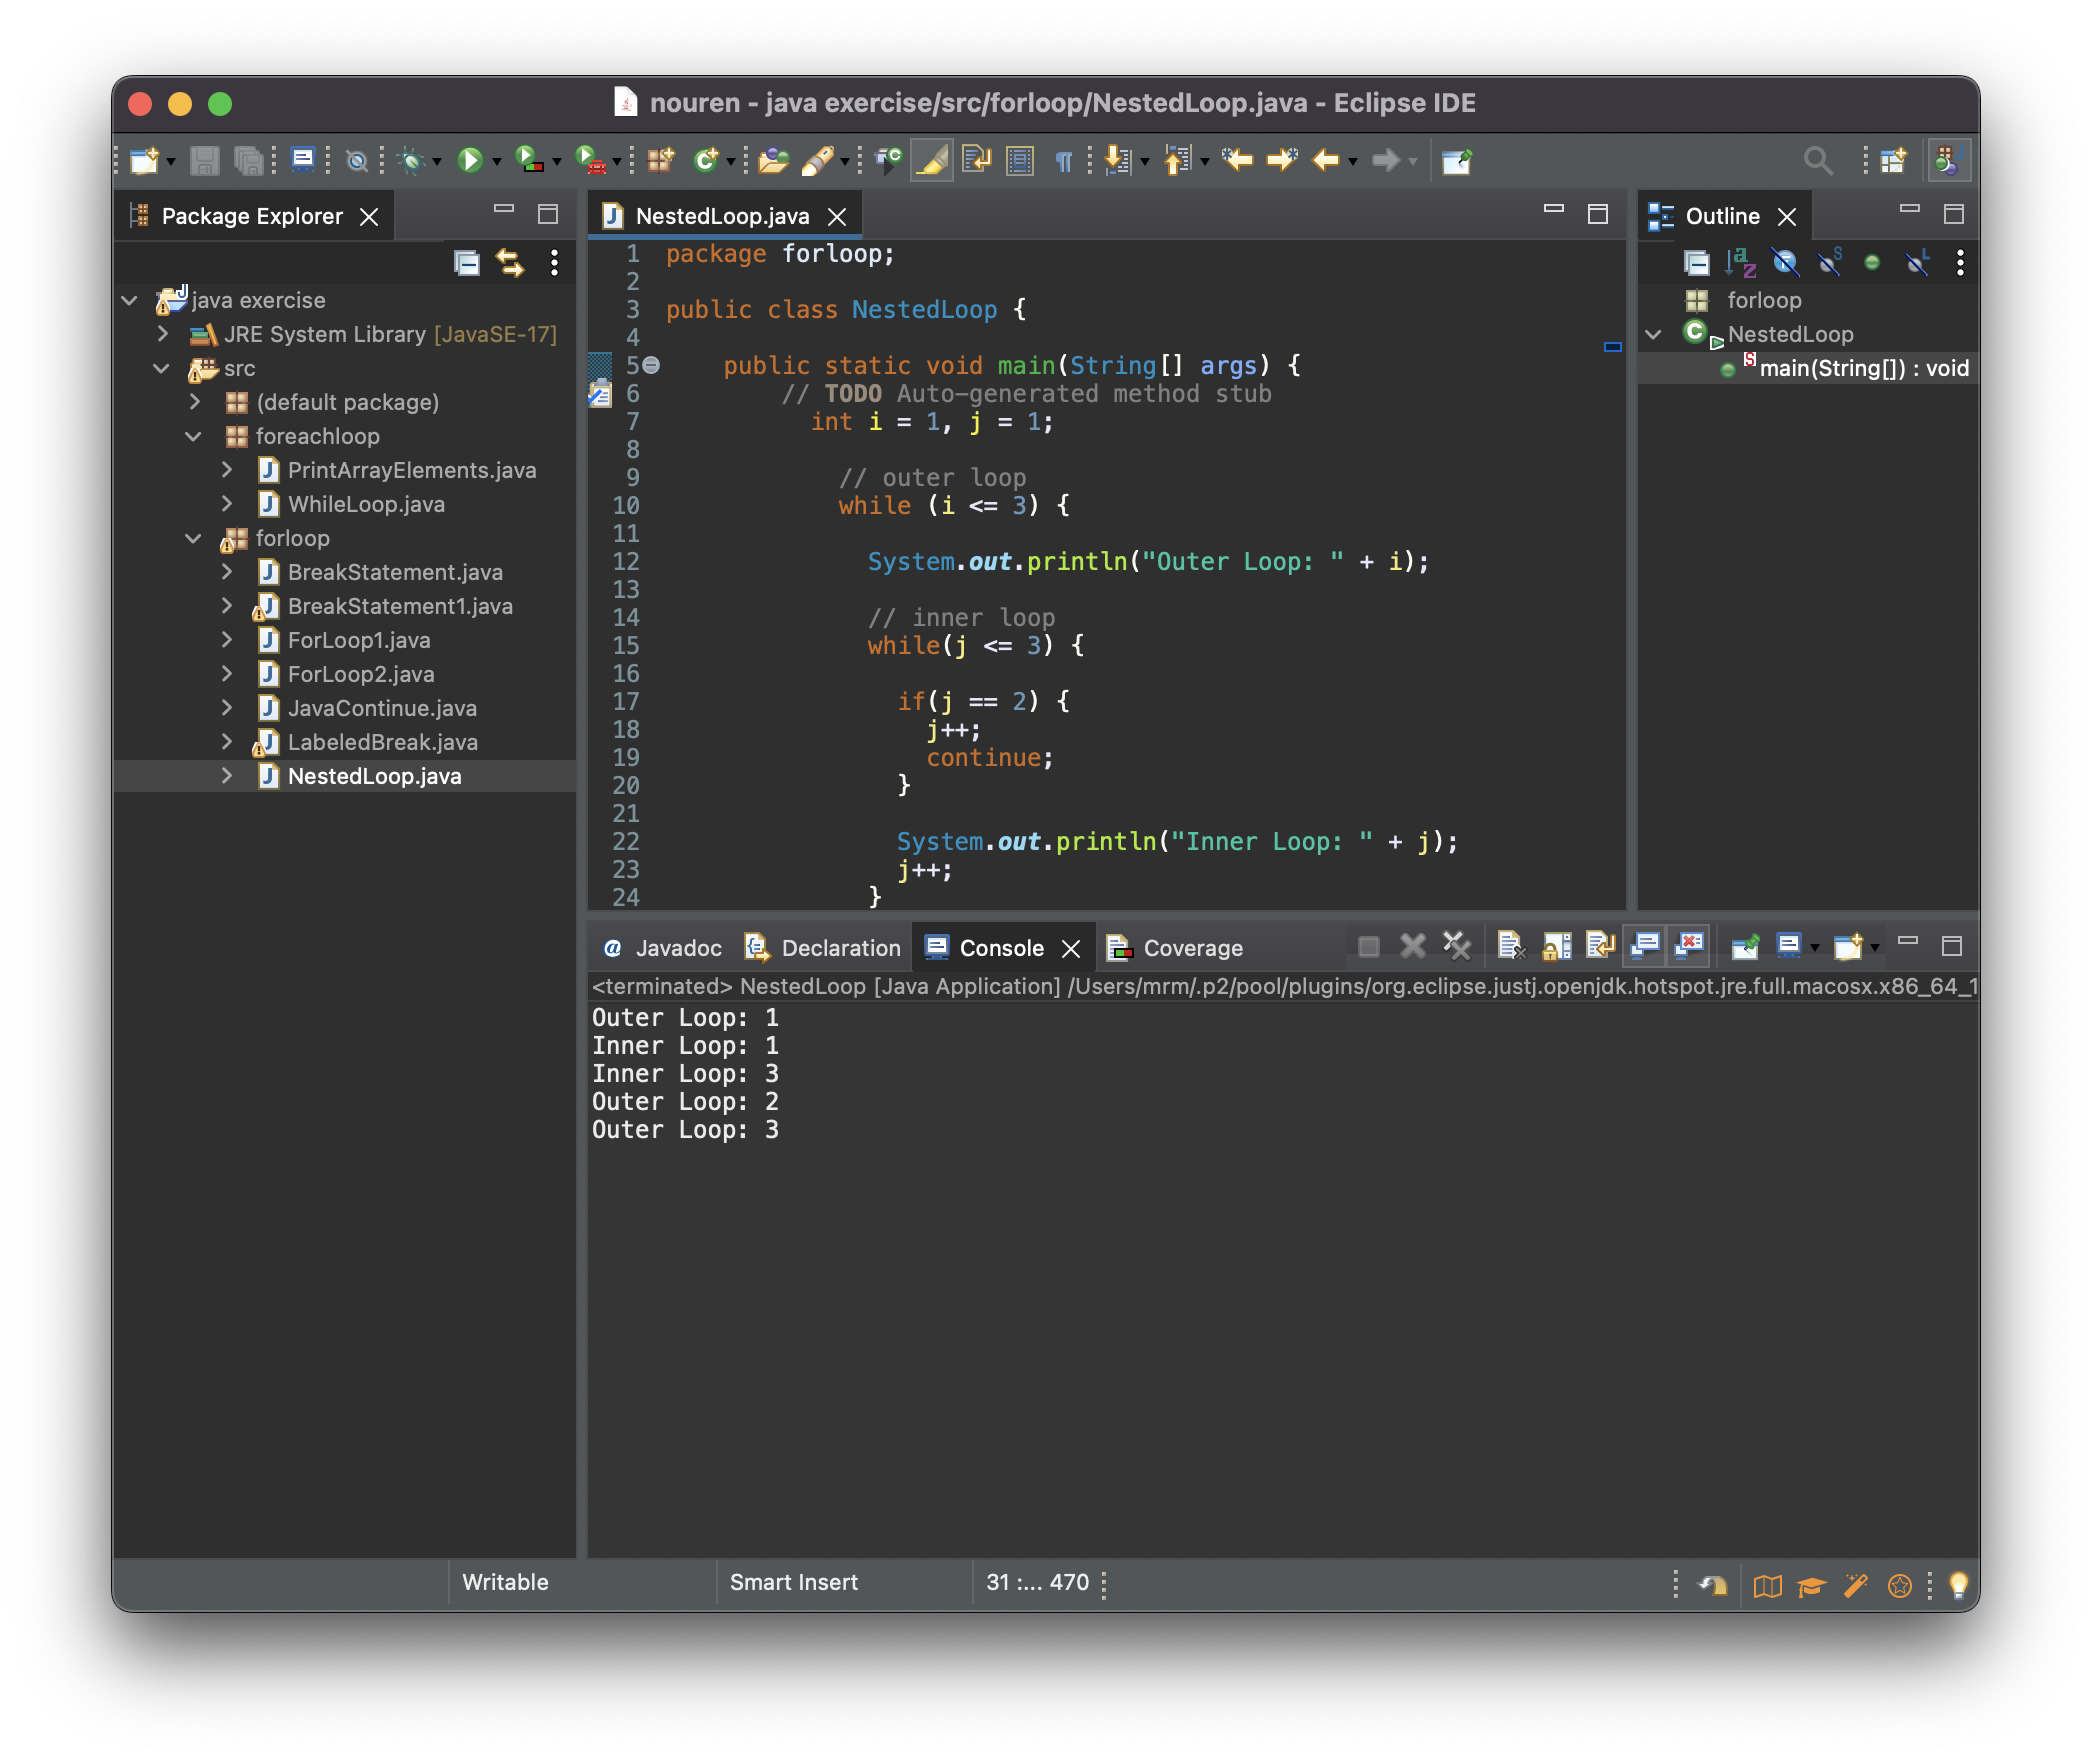 nouren - java exercise/src/forloop/NestedLoop.java - Eclipse IDE
Package Explorer
java exercise
JRE System Library [JavaSE-17]
src
(default package)
foreachloop
PrintArrayElements.java
WhileLoop.java
forloop
BreakStatement.java
BreakStatement1.java
ForLoop1.java
ForLoop2.java
JavaContinue.java
LabeledBreak.java
NestedLoop.java
NestedLoop.java
1 package forloop;
2
3 public class NestedLoop {
4
5 public static void main(String[] args) {
6 // TODO Auto-generated method stub
7 int i = 1, j = 1;
8
9 // outer loop
10 while (i <= 3) {
11
12 System.out.println("Outer Loop: " + i);
13
14 // inner loop
15 while(j <= 3) {
16
17 if(j == 2) {
18 j++;
19 continue;
20 }
21
22 System.out.println("Inner Loop: " + j);
23 j++;
24 }
Outline
forloop
NestedLoop
main(String[]) : void
@ Javadoc Declaration Console Coverage
<terminated> NestedLoop [Java Application] /Users/mrm/.p2/pool/plugins/org.eclipse.justj.openjdk.hotspot.jre.full.macosx.x86_64_1
Outer Loop: 1
Inner Loop: 1
Inner Loop: 3
Outer Loop: 2
Outer Loop: 3
Writable Smart Insert 31 :... 470